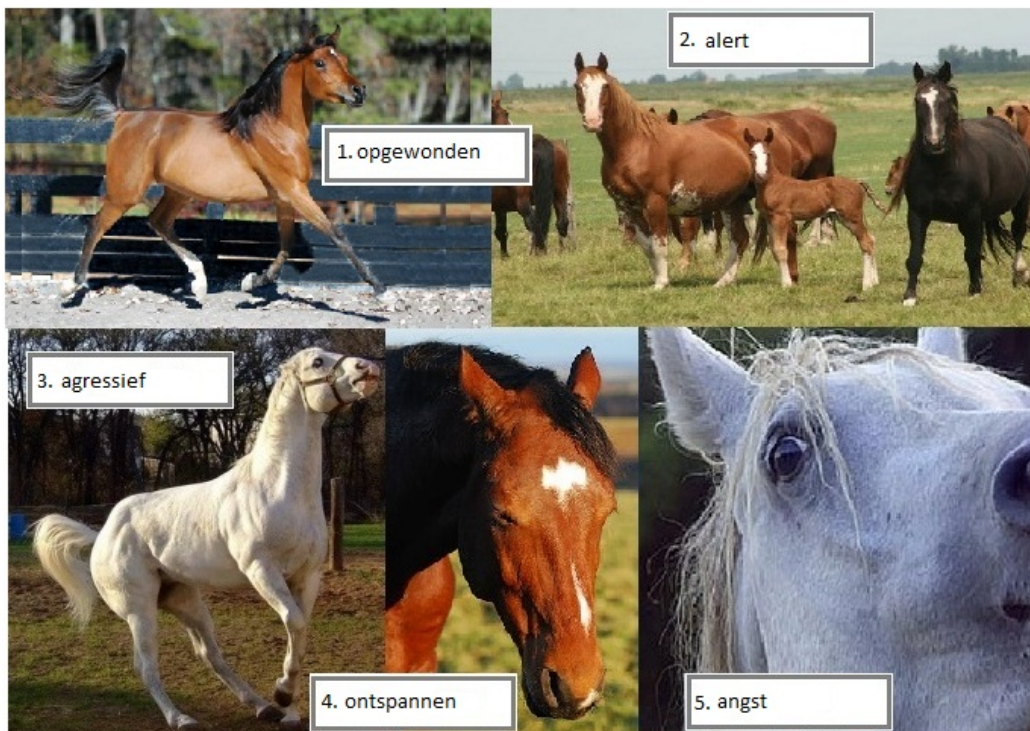 1. opgewonden
2. alert
3. agressief
4. ontspannen
5. angst